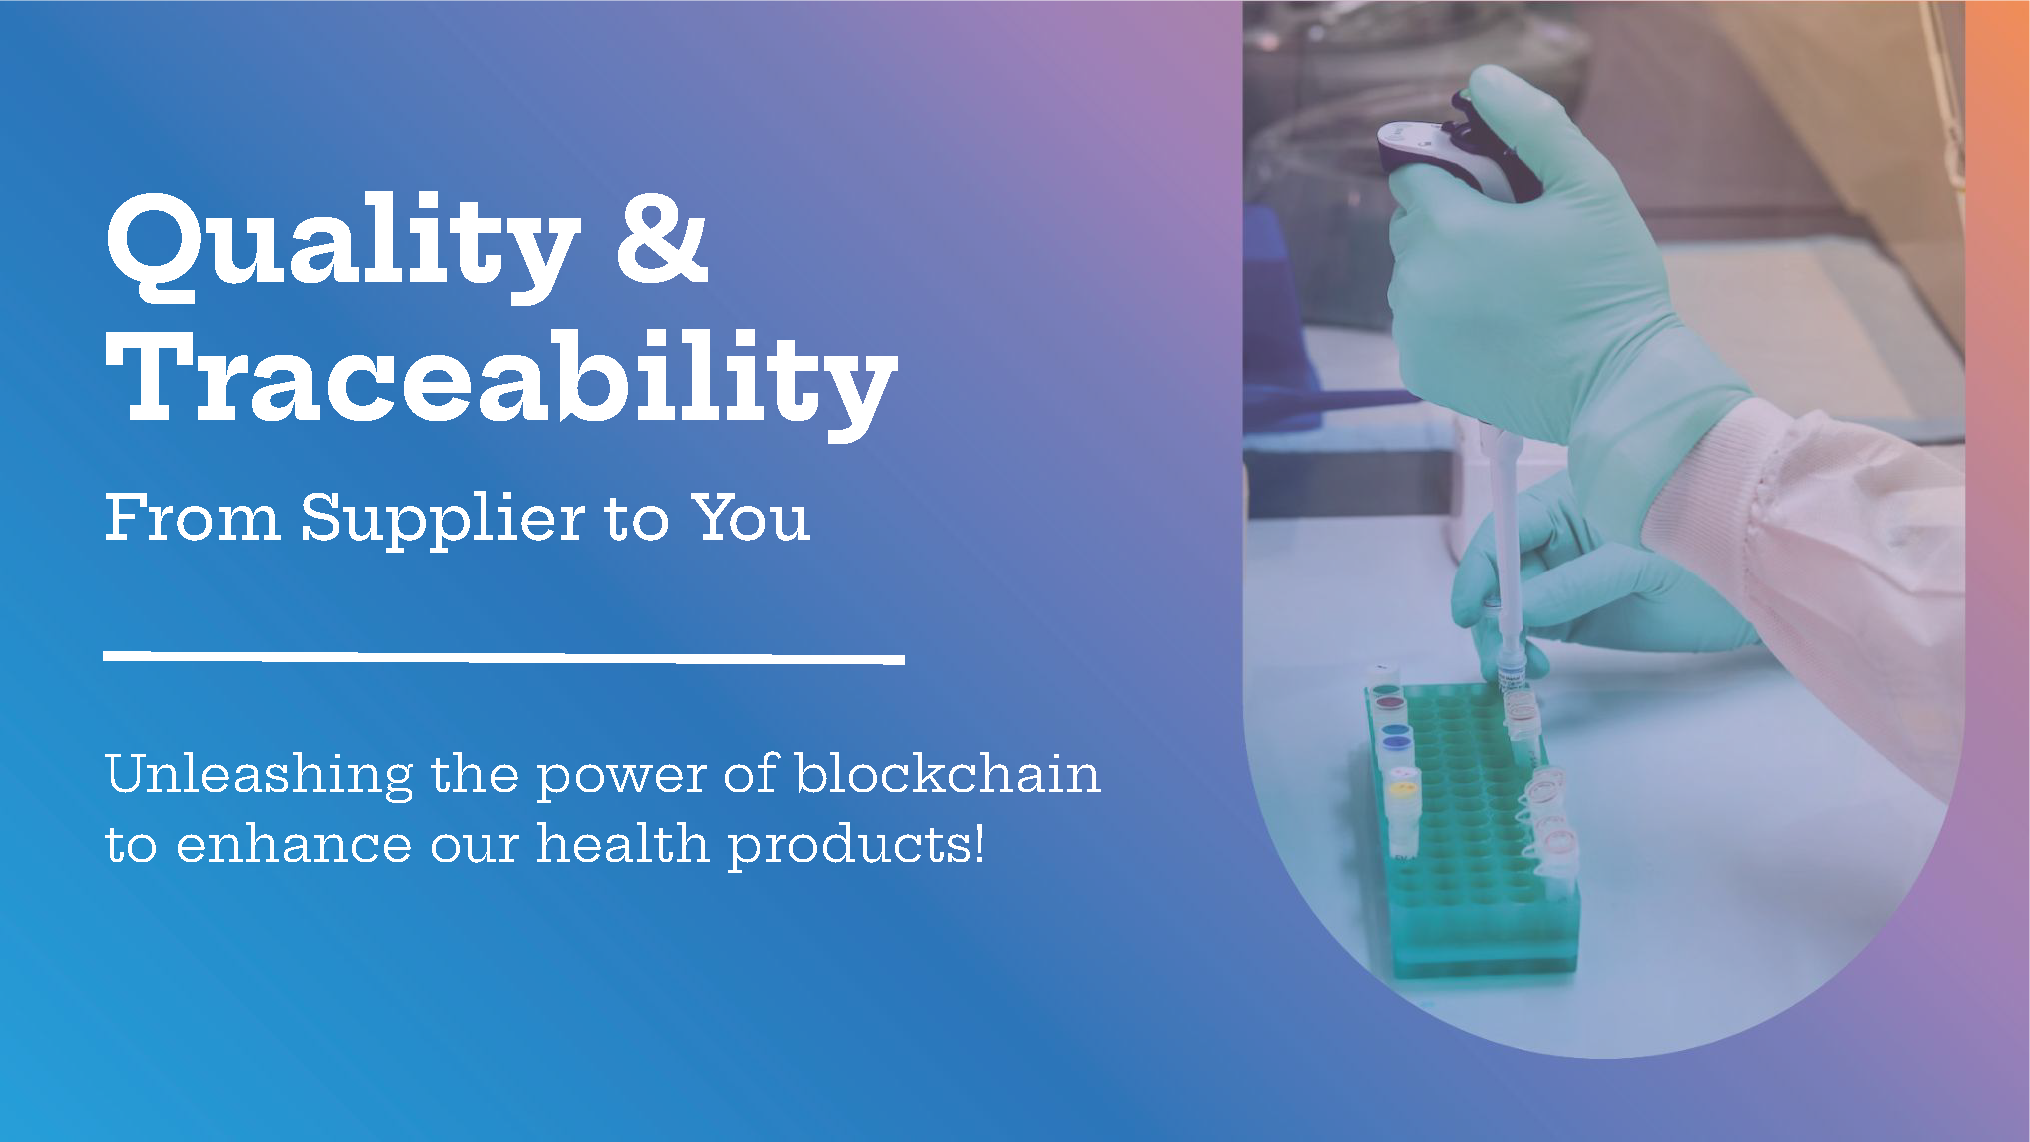 Quality &
Traceability
From Supplier to You
Unleashing the power of blockchain
to enhance our health products!